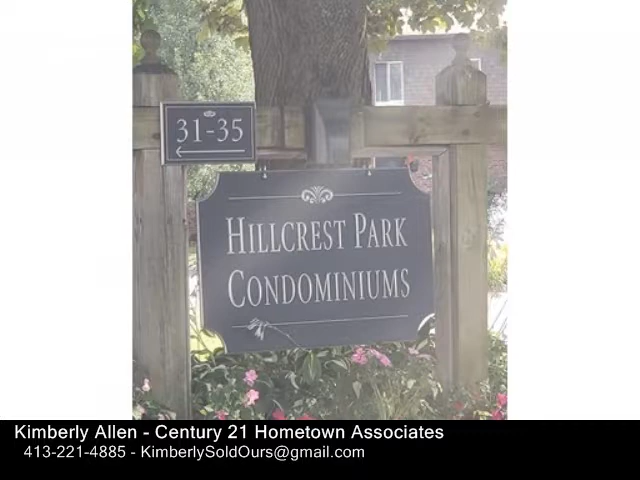 31-35
HILLCREST PARK
CONDOMINIUMS
Kimberly Allen - Century 21 Hometown Associates
413-221-4885 - KimberlySoldOurs@gmail.com